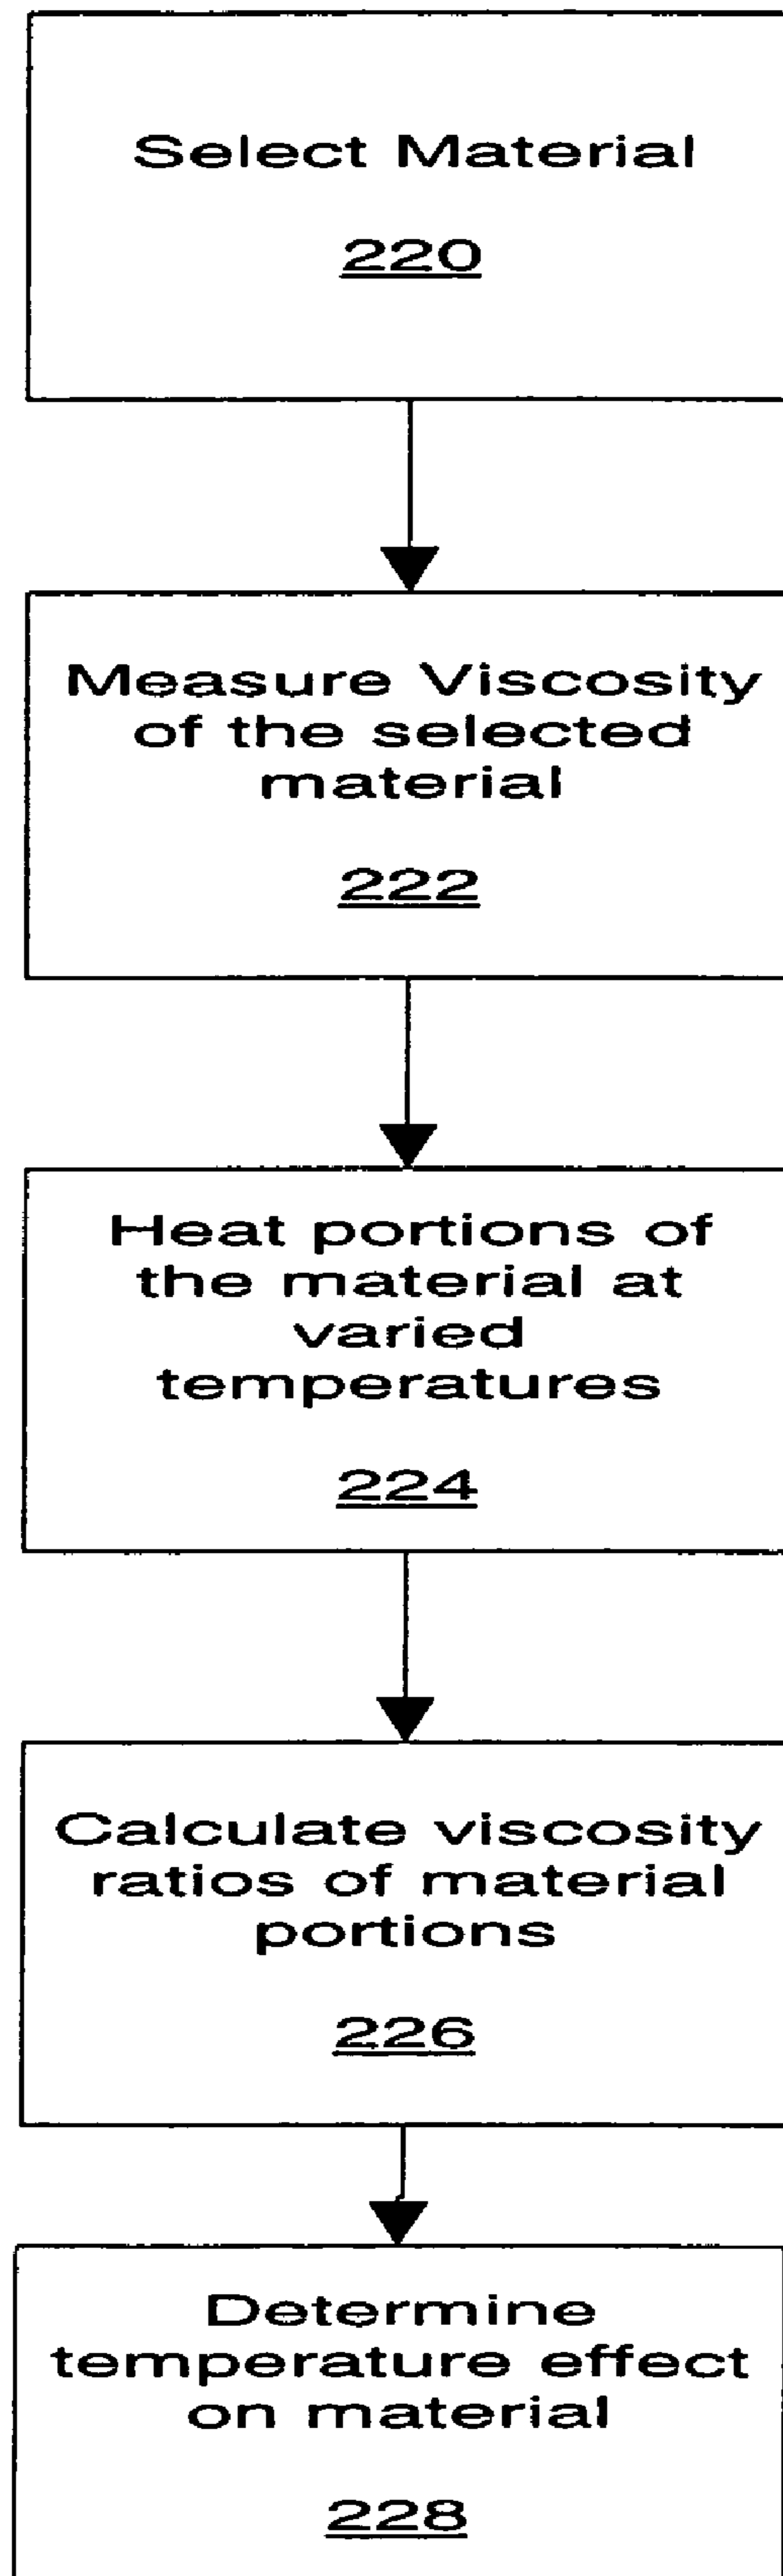 Select Material
220
Measure Viscosity
of the selected
material
222
Heat portions of
the material at
varied
temperatures
224
Calculate viscosity
ratios of material
portions
226
Determine
temperature effect
on material
228